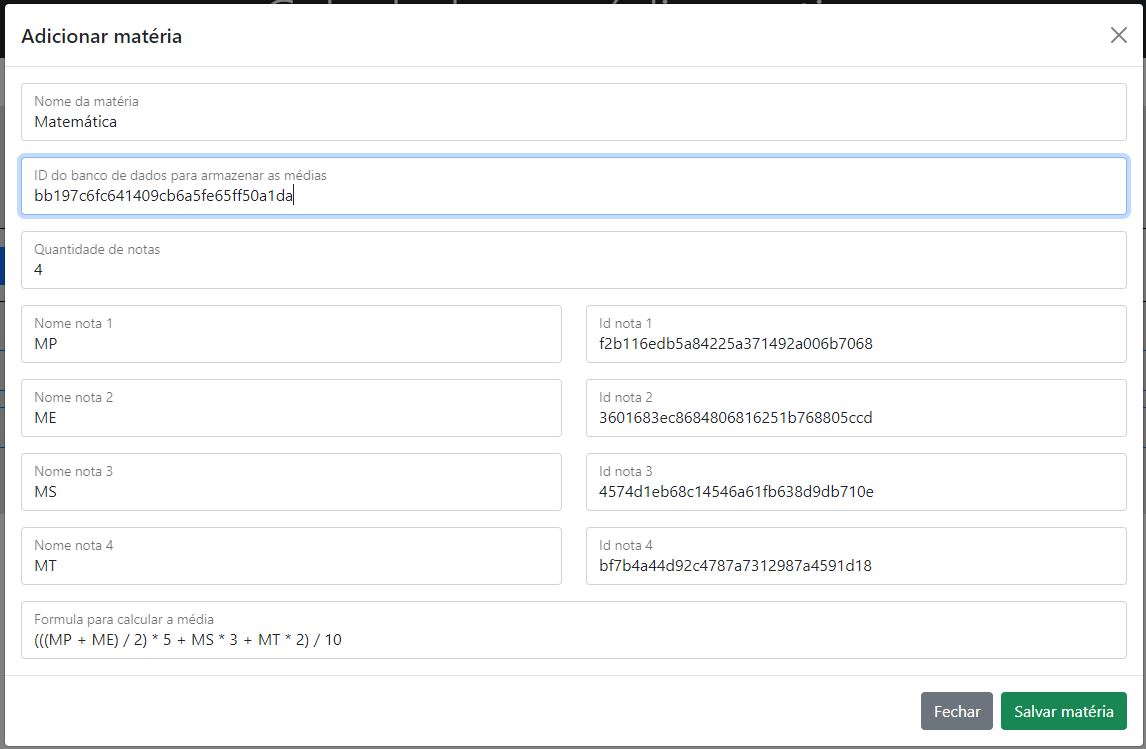 Adicionar matéria
Nome da matéria
Matemática
ID do banco de dados para armazenar as médias
bb197c6fc641409cb6a5fe65ff50a1da
Quantidade de notas
4
Nome nota 1
MP
Id nota 1
f2b116edb5a84225a371492a006b7068
Nome nota 2
ME
Id nota 2
3601683ec8684806816251b768805ccd
Nome nota 3
MS
Id nota 3
4574d1eb68c14546a61fb638d9db710e
Nome nota 4
MT
Id nota 4
bf7b4a44d92c4787a7312987a4591d18
Formula para calcular a média
(((MP + ME) / 2) * 5 + MS * 3 + MT * 2) / 10
Fechar
Salvar matéria